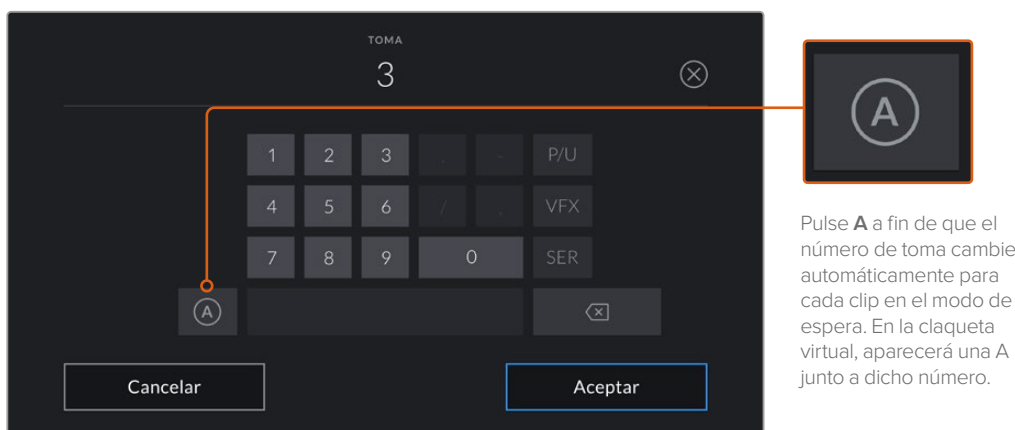 TOMA
3
1 2 3 . - P/U
4 5 6 / , VFX
7 8 9 0 SER
A
Cancelar
Aceptar
A
Pulse A a fin de que el
número de toma cambie
automáticamente para
cada clip en el modo de
espera. En la claqueta
virtual, aparecerá una A
junto a dicho número.